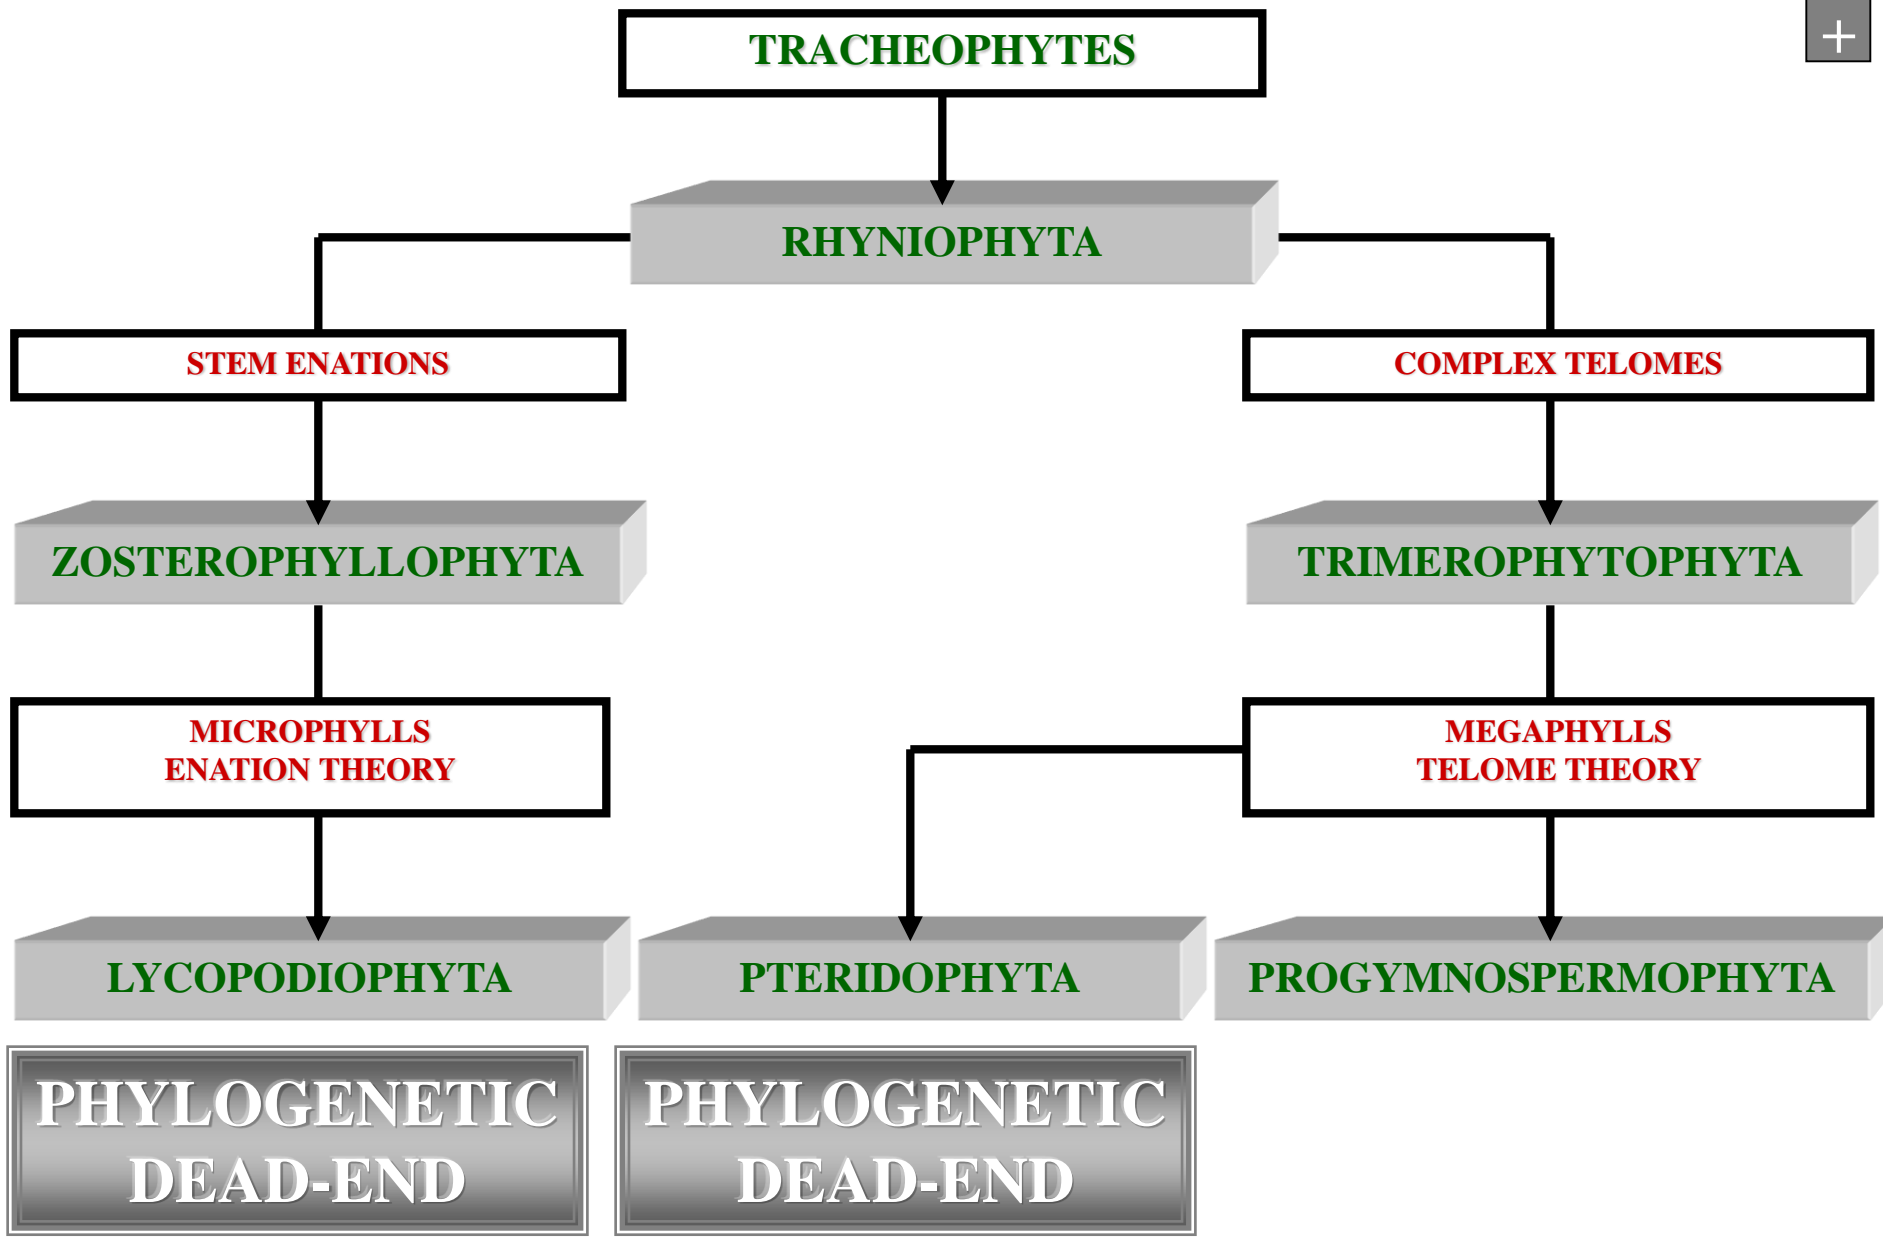 TRACHEOPHYTES
+
RHYNIOPHYTA
STEM ENATIONS
COMPLEX TELOMES
ZOSTEROPHYLLOPHYTA
TRIMEROPHYTOPHYTA
MICROPHYLLS
ENATION THEORY
MEGAPHYLLS
TELOME THEORY
LYCOPODIOPHYTA
PTERIDOPHYTA
PROGYMNOSPERMOPHYTA
PHYLOGENETIC
DEAD-END
PHYLOGENETIC
DEAD-END